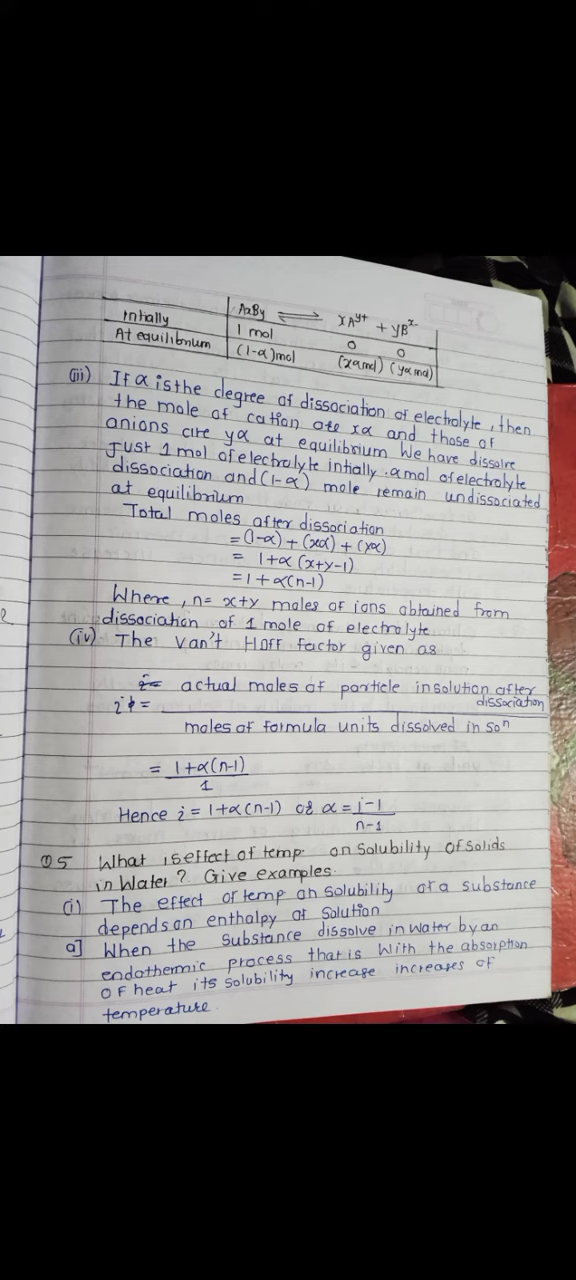 AxBy ⇌ xA^y+ + yB^x-
Intially 1 mol 0 0
At equilibrium (1-α)mol (xαmol) (yαmol)
(iii) If α is the degree of dissociation of electrolyte, then
the mole of cation are xα and those of
anions are yα at equilibrium We have dissolve
just 1 mol of electrolyte intially. αmol of electrolyte
dissociation and (1-α) mole remain undissociated
at equilibrium
Total moles after dissociation
= (1-α) + (xα) + (yα)
= 1+α (x+y-1)
= 1 + α(n-1)
Where, n= x+y moles of ions obtained from
dissociation of 1 mole of electrolyte.
(iv) The van't Hoff factor given as
actual moles of particle in solution after
i = dissociation
moles of formula units dissolved in soⁿ
= 1+α(n-1)
1
Hence i = 1+α(n-1) or α = i-1
n-1
Q5 What is effect of temp on solubility of solids
in Water? Give examples.
(i) The effect of temp on solubility of a substance
depends on enthalpy of solution
a] When the substance dissolve in water by an
endothermic process that is with the absorption
of heat its solubility increase increases of
temperature.